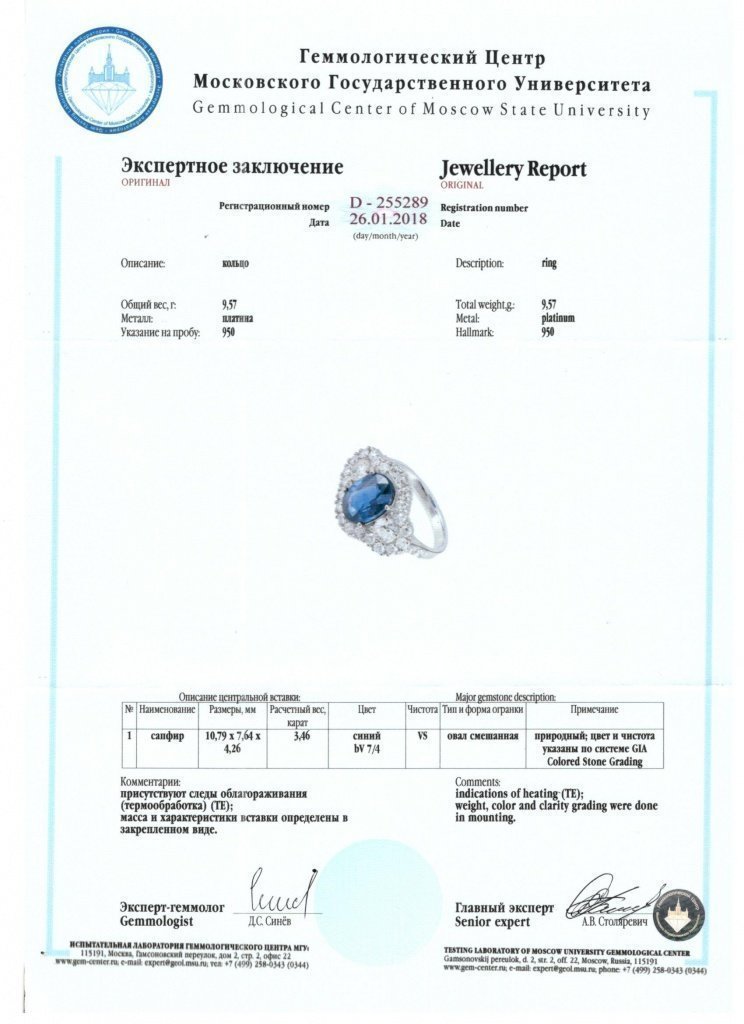 Геммологический Центр
Московского Государственного Университета
Gemmological Center of Moscow State University
Экспертное заключение
ОРИГИНАЛ
Jewellery Report
ORIGINAL
Регистрационный номер D - 255289 Registration number
Дата 26.01.2018 Date
(day/month/year)
Описание: кольцо Description: ring
Общий вес, г: 9,57 Total weight,g.: 9,57
Металл: платина Metal: platinum
Указание на пробу: 950 Hallmark: 950
Описание центральной вставки: Major gemstone description:
№ Наименование Размеры, мм Расчетный вес, карат Цвет Чистота Тип и форма огранки Примечание
1 сапфир 10,79 x 7,64 x 4,26 3,46 синий bV 7/4 VS овал смешанная природный; цвет и чистота указаны по системе GIA Colored Stone Grading
Комментарии:
присутствуют следы облагораживания
(термообработка) (TE);
масса и характеристики вставки определены в
закрепленном виде.
Comments:
indications of heating (TE);
weight, color and clarity grading were done
in mounting.
Эксперт-геммолог
Gemmologist Д.С. Синёв
Главный эксперт
Senior expert А.В. Столяревич
ИСПЫТАТЕЛЬНАЯ ЛАБОРАТОРИЯ ГЕММОЛОГИЧЕСКОГО ЦЕНТРА МГУ:
115191, Москва, Гамсоновский переулок, дом 2, стр. 2, офис 22
www.gem-center.ru; e-mail: expert@geol.msu.ru; тел: +7 (499) 258-0343 (0344)
TESTING LABORATORY OF MOSCOW UNIVERSITY GEMMOLOGICAL CENTER
Gamsonovskij pereulok, d. 2, str. 2, off. 22, Moscow, Russia, 115191
www.gem-center.ru; e-mail: expert@geol.msu.ru; phone: +7 (499) 258-0343 (0344)